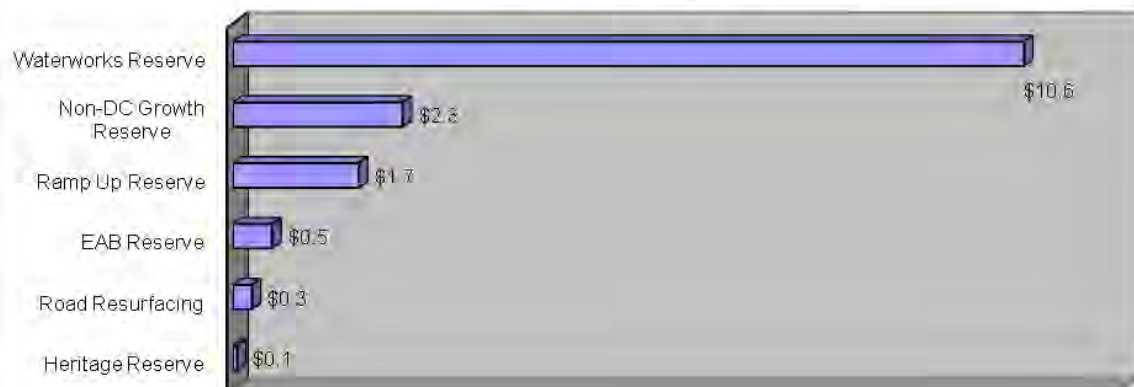 Waterworks Reserve
$10.6
Non-DC Growth
Reserve
$2.3
Ramp Up Reserve
$1.7
EAB Reserve
$0.5
Road Resurfacing
$0.3
Heritage Reserve
$0.1